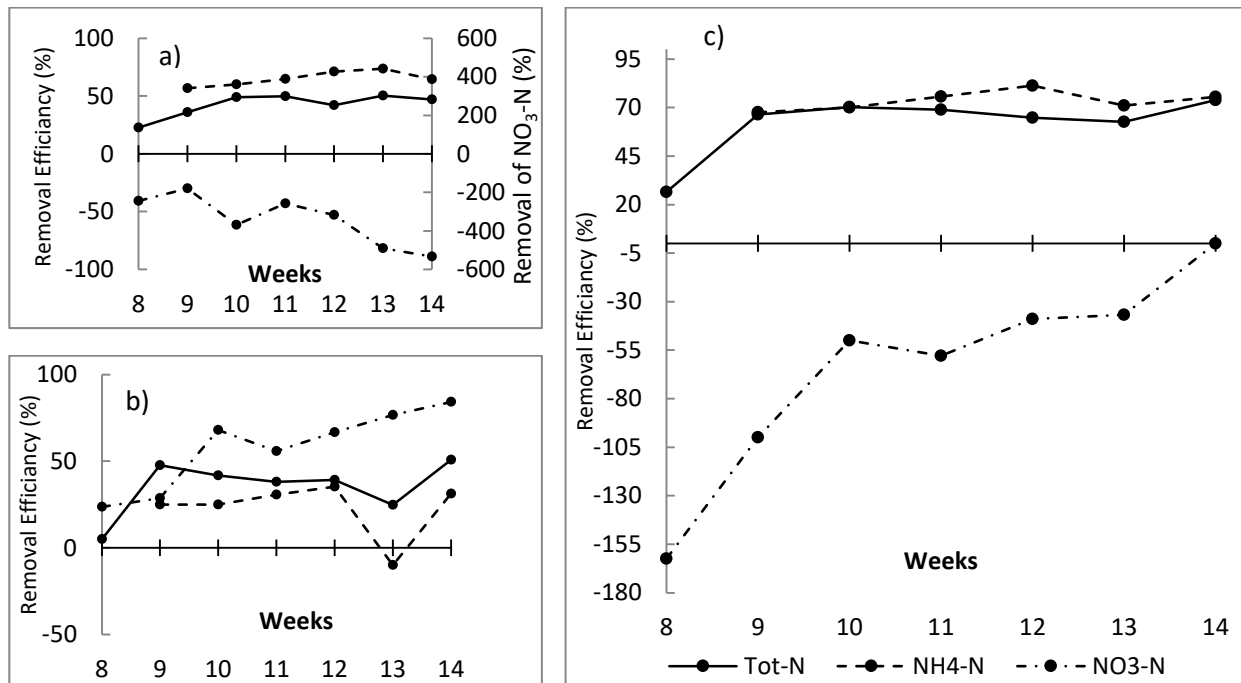 a)
Removal Efficiancy (%)
100
50
0
-50
-100
600
400
200
0
-200
-400
-600
Removal of NO3-N (%)
Weeks
8 9 10 11 12 13 14
b)
Removal Efficiancy (%)
100
50
0
-50
Weeks
8 9 10 11 12 13 14
c)
Removal Efficiancy (%)
95
70
45
20
-5
-30
-55
-80
-105
-130
-155
-180
Weeks
8 9 10 11 12 13 14
Tot-N NH4-N NO3-N